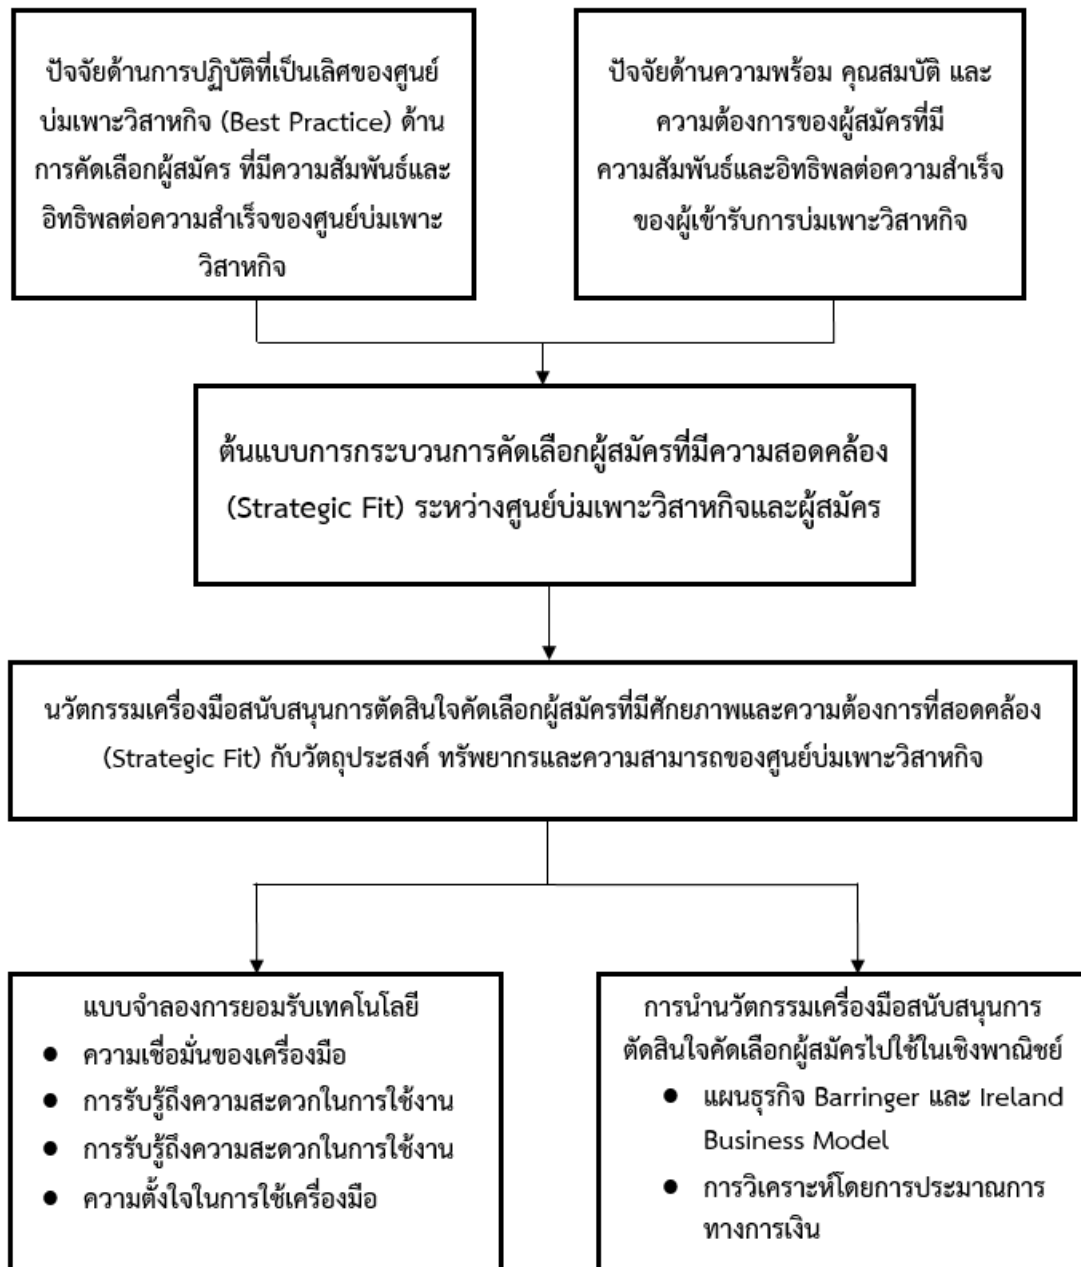 ปัจจัยด้านการปฏิบัติที่เป็นเลิศของศูนย์
บ่มเพาะวิสาหกิจ (Best Practice) ด้าน
การคัดเลือกผู้สมัคร ที่มีความสัมพันธ์และ
อิทธิพลต่อความสำเร็จของศูนย์บ่มเพาะ
วิสาหกิจ
ปัจจัยด้านความพร้อม คุณสมบัติ และ
ความต้องการของผู้สมัครที่มี
ความสัมพันธ์และอิทธิพลต่อความสำเร็จ
ของผู้เข้ารับการบ่มเพาะวิสาหกิจ
ต้นแบบการกระบวนการคัดเลือกผู้สมัครที่มีความสอดคล้อง
(Strategic Fit) ระหว่างศูนย์บ่มเพาะวิสาหกิจและผู้สมัคร
นวัตกรรมเครื่องมือสนับสนุนการตัดสินใจคัดเลือกผู้สมัครที่มีศักยภาพและความต้องการที่สอดคล้อง
(Strategic Fit) กับวัตถุประสงค์ ทรัพยากรและความสามารถของศูนย์บ่มเพาะวิสาหกิจ
แบบจำลองการยอมรับเทคโนโลยี
● ความเชื่อมั่นของเครื่องมือ
● การรับรู้ถึงความสะดวกในการใช้งาน
● การรับรู้ถึงความสะดวกในการใช้งาน
● ความตั้งใจในการใช้เครื่องมือ
การนำนวัตกรรมเครื่องมือสนับสนุนการ
ตัดสินใจคัดเลือกผู้สมัครไปใช้ในเชิงพาณิชย์
● แผนธุรกิจ Barringer และ Ireland
Business Model
● การวิเคราะห์โดยการประมาณการ
ทางการเงิน